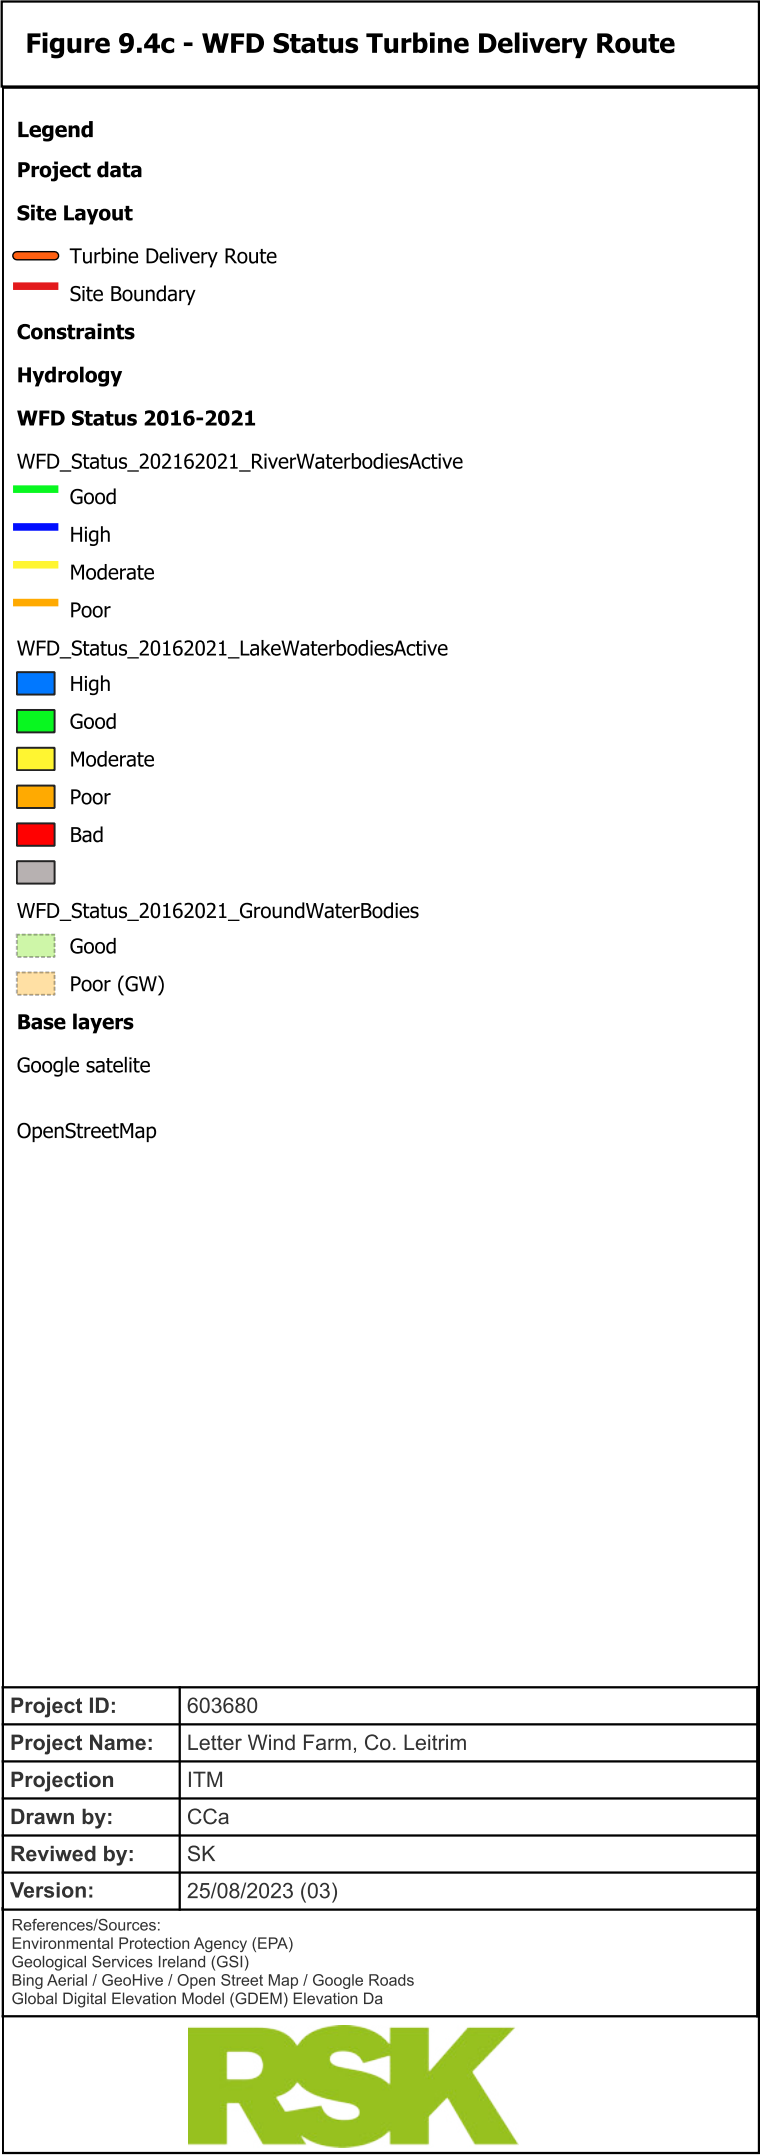 Figure 9.4c - WFD Status Turbine Delivery Route
Legend
Project data
Site Layout
Turbine Delivery Route
Site Boundary
Constraints
Hydrology
WFD Status 2016-2021
WFD_Status_202162021_RiverWaterbodiesActive
Good
High
Moderate
Poor
WFD_Status_20162021_LakeWaterbodiesActive
High
Good
Moderate
Poor
Bad
WFD_Status_20162021_GroundWaterBodies
Good
Poor (GW)
Base layers
Google satelite
OpenStreetMap
Project ID: 603680
Project Name: Letter Wind Farm, Co. Leitrim
Projection ITM
Drawn by: CCa
Reviwed by: SK
Version: 25/08/2023 (03)
References/Sources:
Environmental Protection Agency (EPA)
Geological Services Ireland (GSI)
Bing Aerial / GeoHive / Open Street Map / Google Roads
Global Digital Elevation Model (GDEM) Elevation Da
RSK